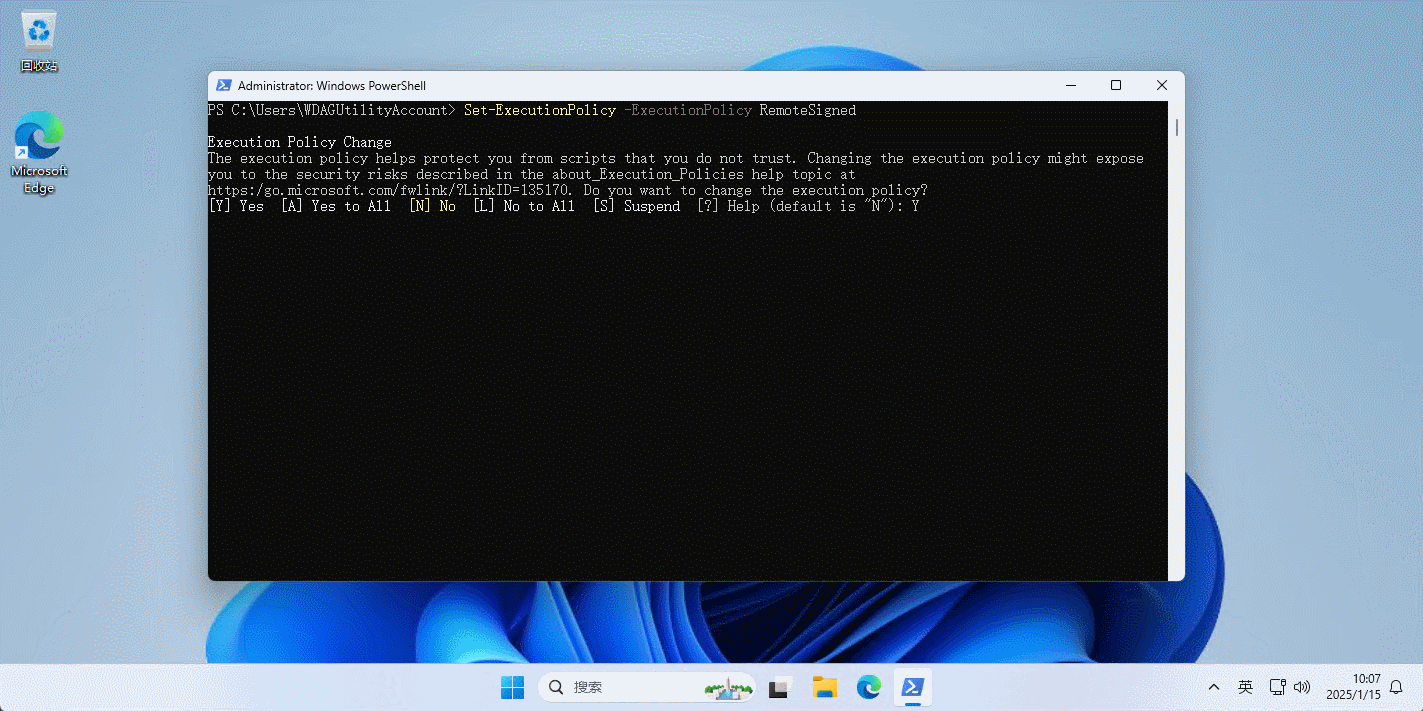 回收站
Microsoft
Edge
Administrator: Windows PowerShell
PS C:\Users\WDAGUtilityAccount> Set-ExecutionPolicy -ExecutionPolicy RemoteSigned
Execution Policy Change
The execution policy helps protect you from scripts that you do not trust. Changing the execution policy might expose
you to the security risks described in the about_Execution_Policies help topic at
https:/go.microsoft.com/fwlink/?LinkID=135170. Do you want to change the execution policy?
[Y] Yes  [A] Yes to All  [N] No  [L] No to All  [S] Suspend  [?] Help (default is "N"): Y
搜索
英
10:07
2025/1/15